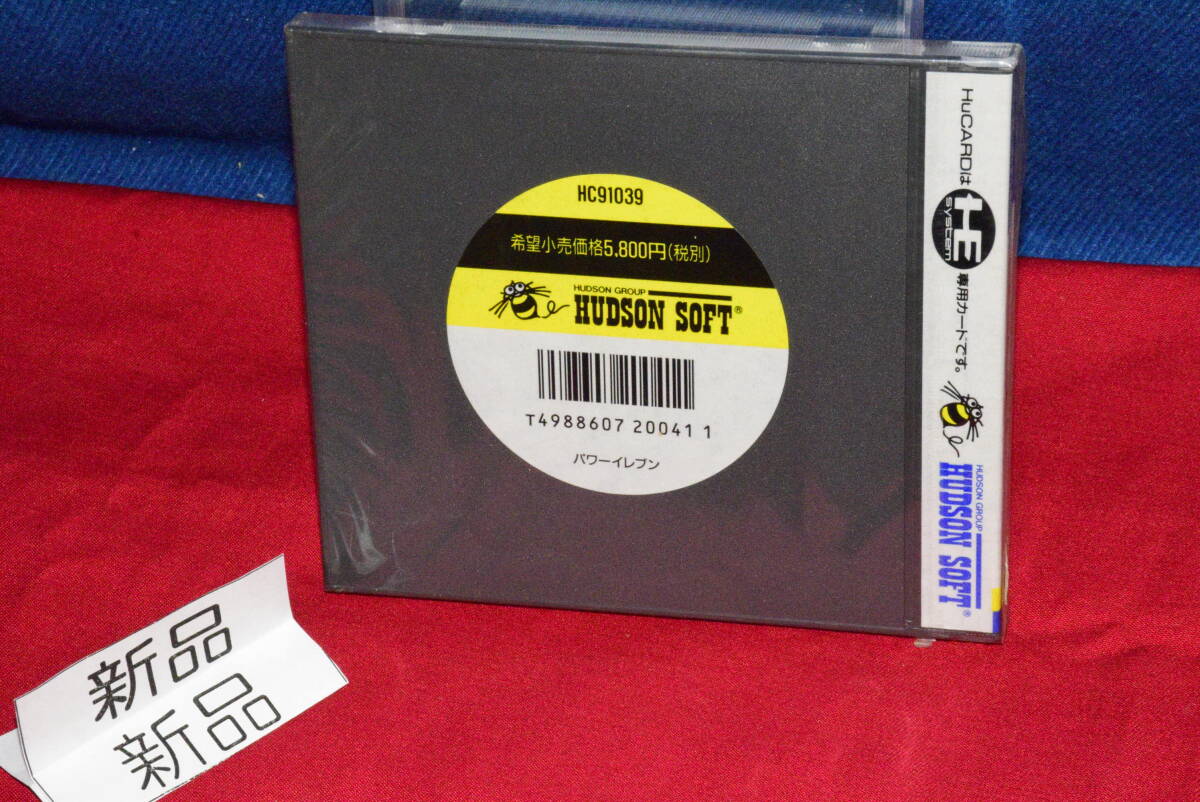 HC91039
希望小売価格5,800円(税別)
HUDSON GROUP
HUDSON SOFT®
T4988607 20041 1
パワーイレブン
HuCARDは HE SYSTEM 専用カードです。
HUDSON GROUP
HUDSON SOFT®
新品
新品